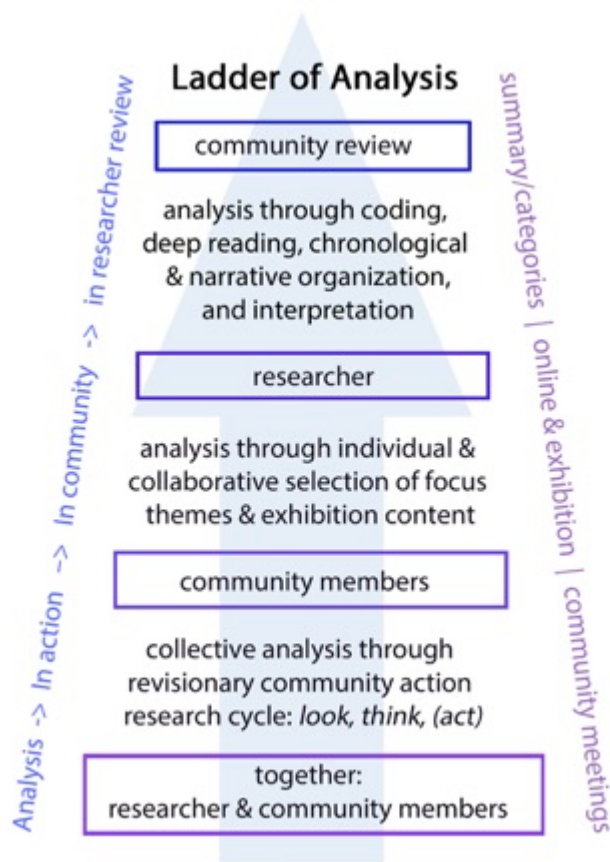 Ladder of Analysis
community review
analysis through coding,
deep reading, chronological
& narrative organization,
and interpretation
researcher
analysis through individual &
collaborative selection of focus
themes & exhibition content
community members
collective analysis through
revisionary community action
research cycle: look, think, (act)
together:
researcher & community members
Analysis -> In action -> In community -> in researcher review
summary/categories | online & exhibition | community meetings